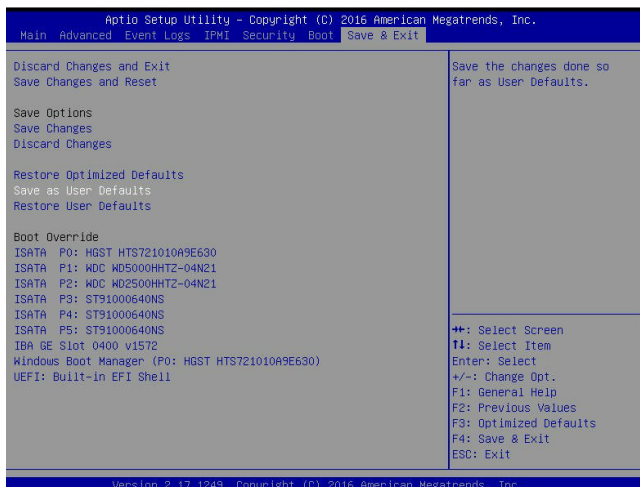 Aptio Setup Utility – Copyright (C) 2016 American Megatrends, Inc.
Main Advanced Event Logs IPMI Security Boot Save & Exit
Discard Changes and Exit
Save Changes and Reset
Save Options
Save Changes
Discard Changes
Restore Optimized Defaults
Save as User Defaults
Restore User Defaults
Boot Override
ISATA P0: HGST HTS721010A9E630
ISATA P1: WDC WD5000HHTZ-04N21
ISATA P2: WDC WD2500HHTZ-04N21
ISATA P3: ST91000640NS
ISATA P4: ST91000640NS
ISATA P5: ST91000640NS
IBA GE Slot 0400 v1572
Windows Boot Manager (P0: HGST HTS721010A9E630)
UEFI: Built-in EFI Shell
Save the changes done so
far as User Defaults.
→←: Select Screen
↑↓: Select Item
Enter: Select
+/-: Change Opt.
F1: General Help
F2: Previous Values
F3: Optimized Defaults
F4: Save & Exit
ESC: Exit
Version 2.17.1249. Copyright (C) 2016 American Megatrends, Inc.